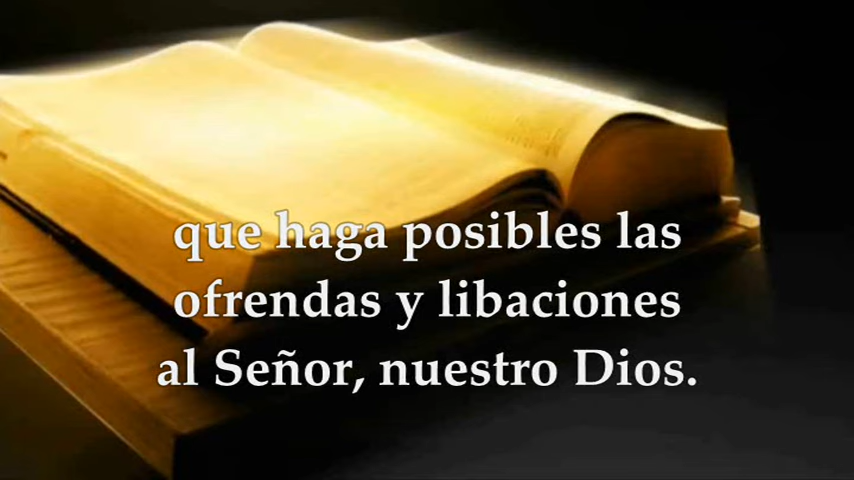 que haga posibles las
ofrendas y libaciones
al Señor, nuestro Dios.